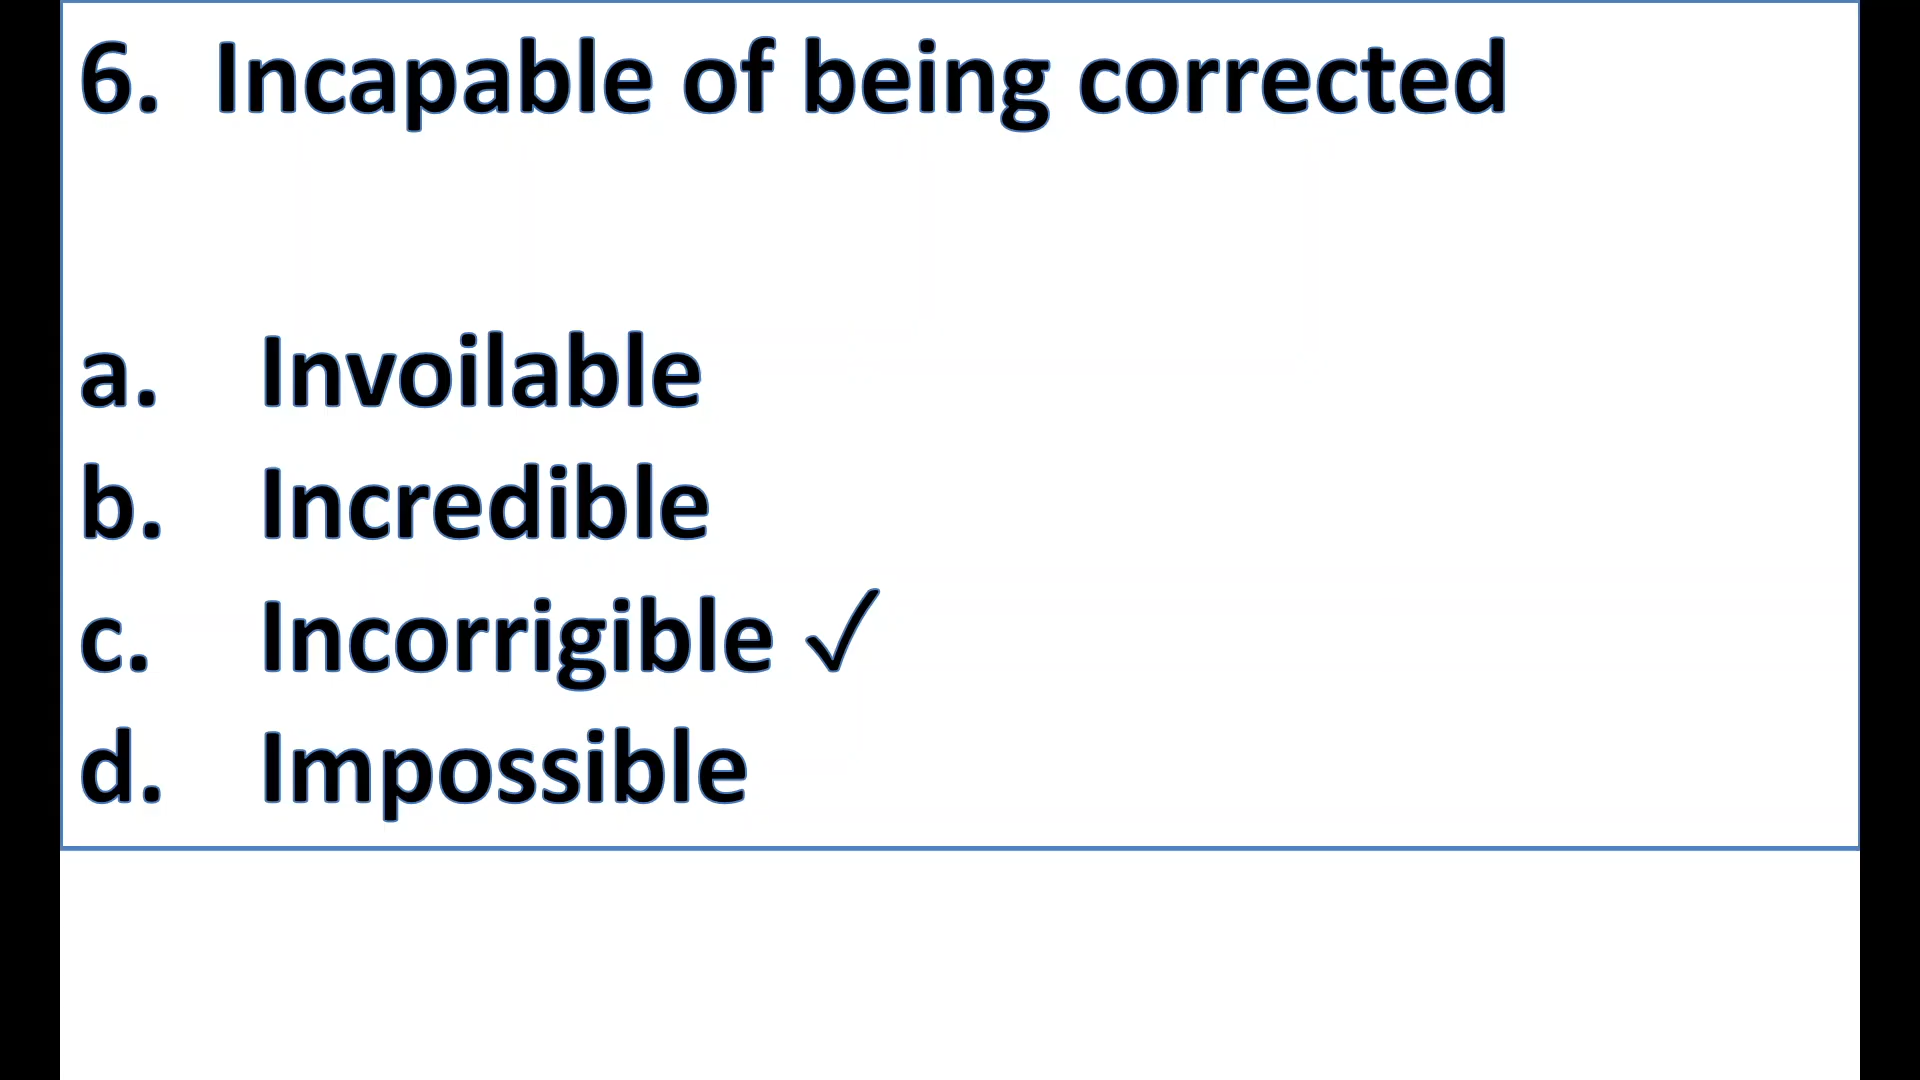 6. Incapable of being corrected
a. Invoilable
b. Incredible
c. Incorrigible ✓
d. Impossible